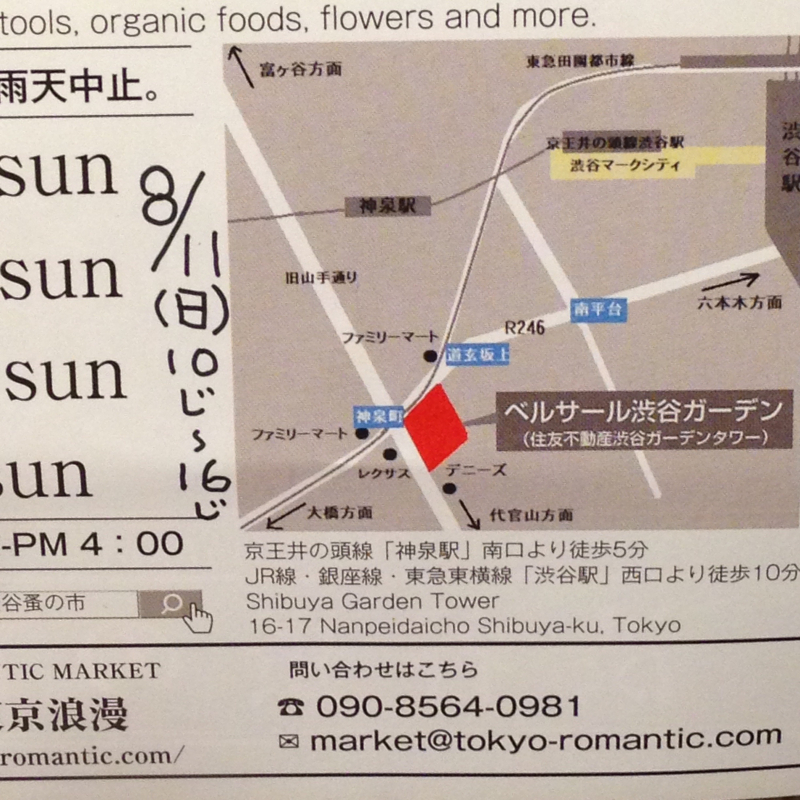 tools, organic foods, flowers and more.
雨天中止。
sun
sun
sun
sun
8/11
(日)
10
じ
〜
16
じ
-PM 4：00
谷蚤の市
TIC MARKET
京浪漫
romantic.com/
富ヶ谷方面
東急田園都市線
京王井の頭線渋谷駅
渋谷マークシティ
渋谷駅
神泉駅
旧山手通り
南平台
六本木方面
R246
ファミリーマート
道玄坂上
神泉町
ベルサール渋谷ガーデン
(住友不動産渋谷ガーデンタワー)
ファミリーマート
レクサス
デニーズ
大橋方面
代官山方面
京王井の頭線「神泉駅」南口より徒歩5分
JR線・銀座線・東急東横線「渋谷駅」西口より徒歩10分
Shibuya Garden Tower
16-17 Nanpeidaicho Shibuya-ku, Tokyo
問い合わせはこちら
☎ 090-8564-0981
✉ market@tokyo-romantic.com